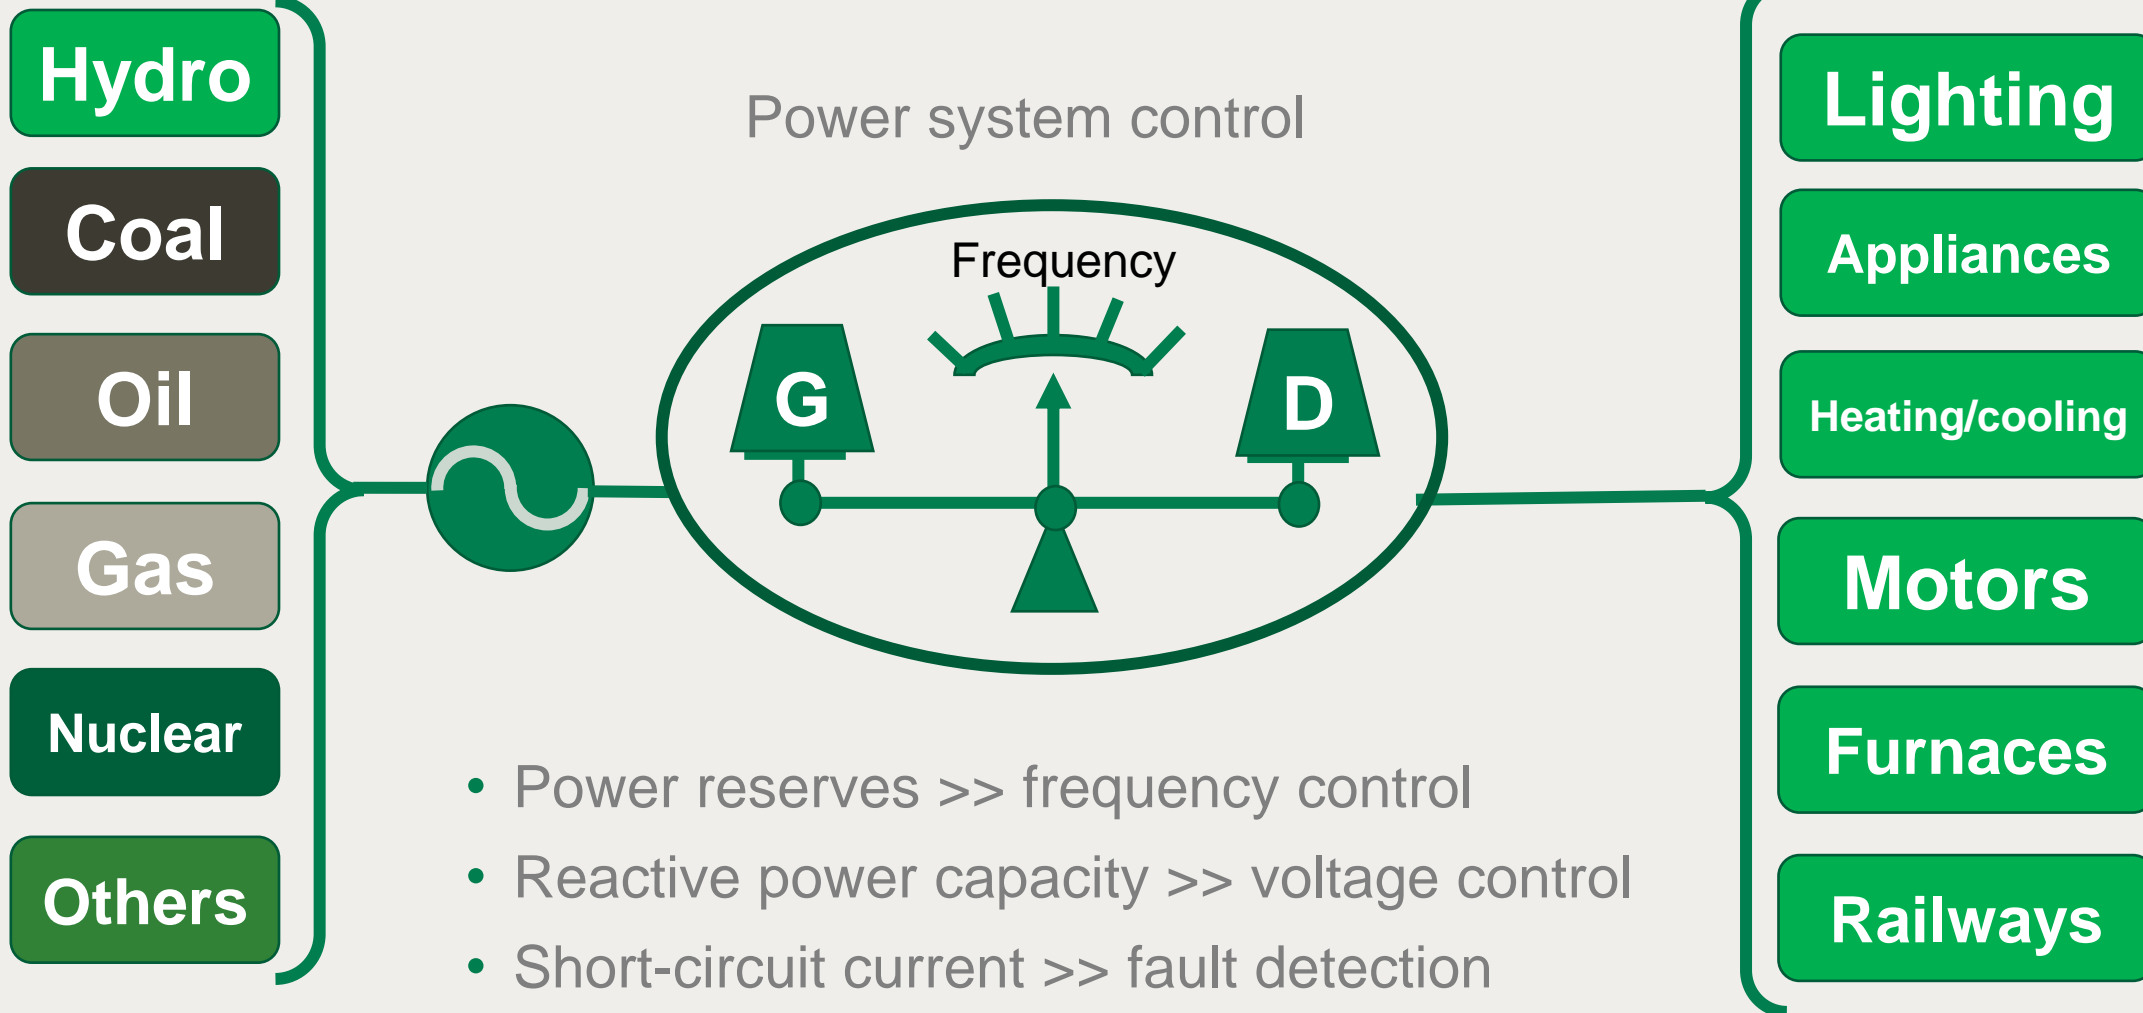 Hydro
Coal
Oil
Gas
Nuclear
Others
Power system control
Frequency
G
D
• Power reserves >> frequency control
• Reactive power capacity >> voltage control
• Short-circuit current >> fault detection
Lighting
Appliances
Heating/cooling
Motors
Furnaces
Railways